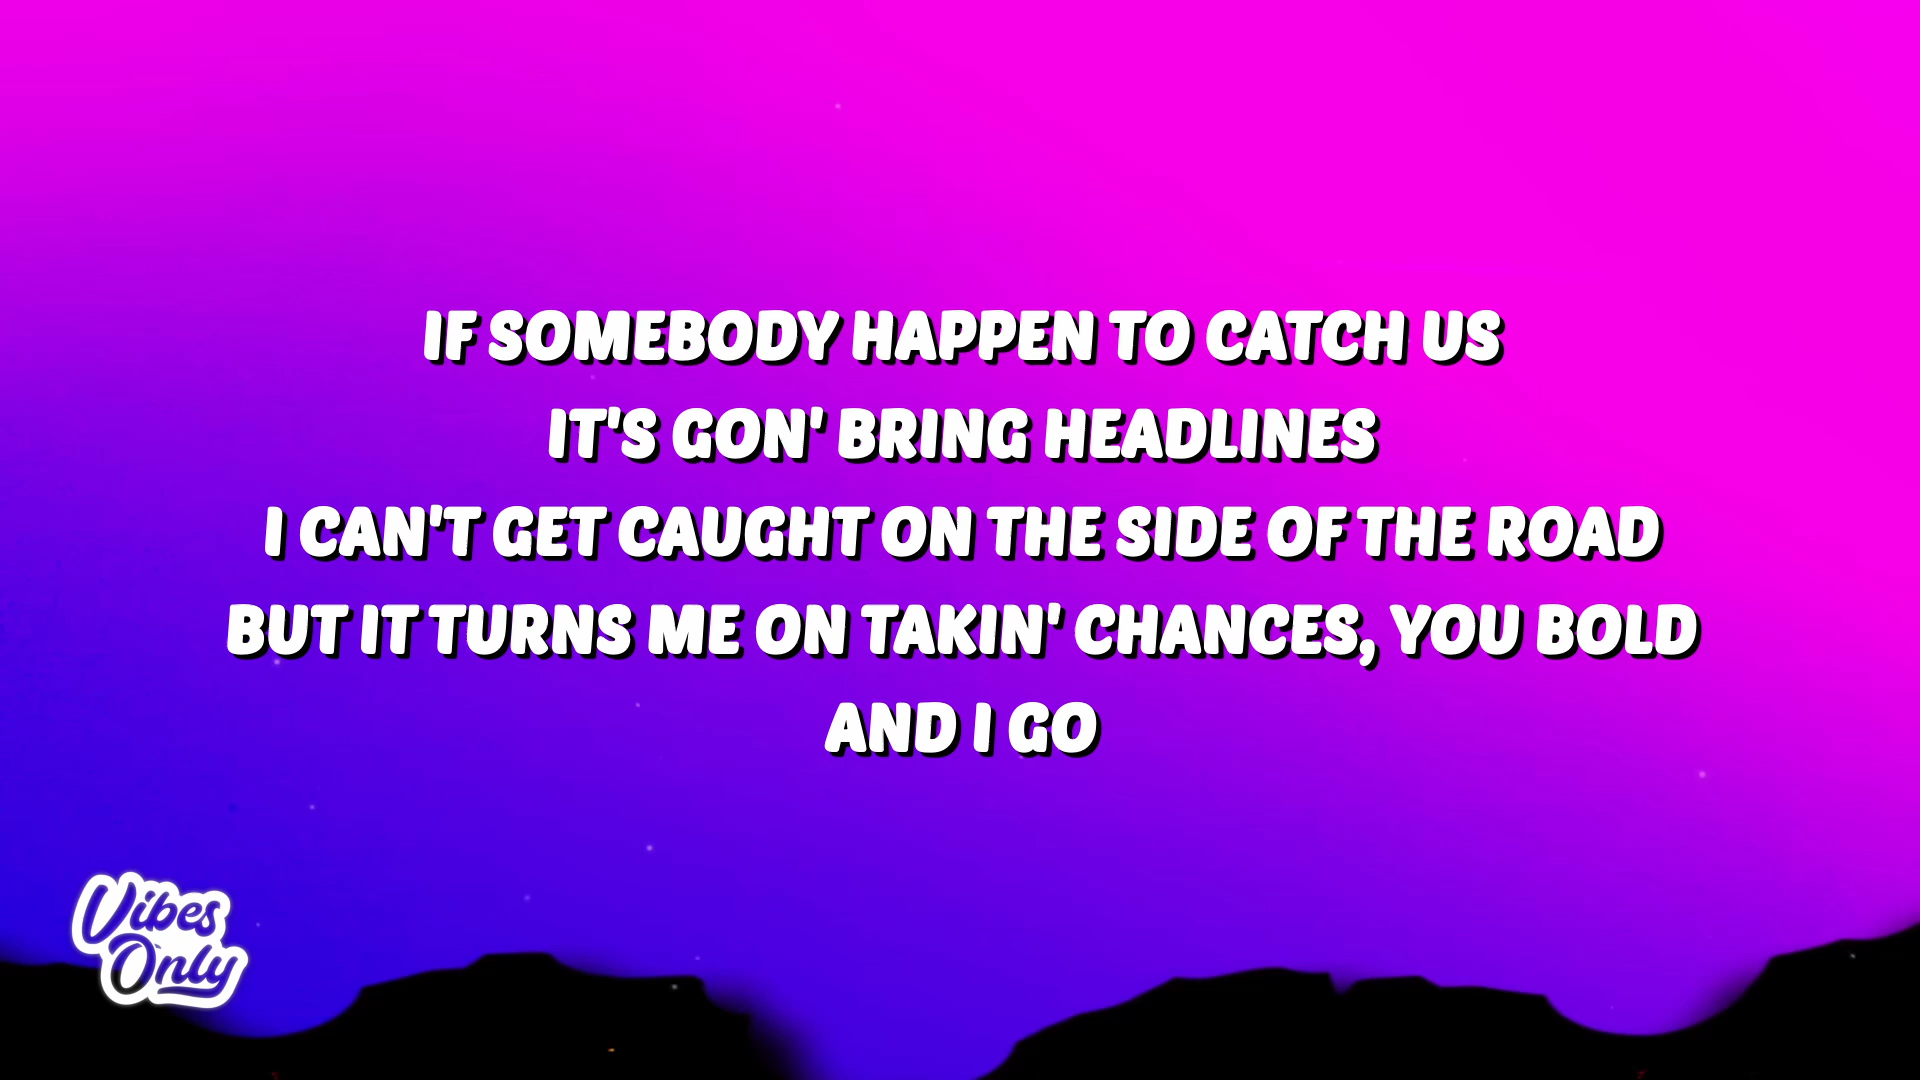 IF SOMEBODY HAPPEN TO CATCH US
IT'S GON' BRING HEADLINES
I CAN'T GET CAUGHT ON THE SIDE OF THE ROAD
BUT IT TURNS ME ON TAKIN' CHANCES, YOU BOLD
AND I GO
Vibes
Only